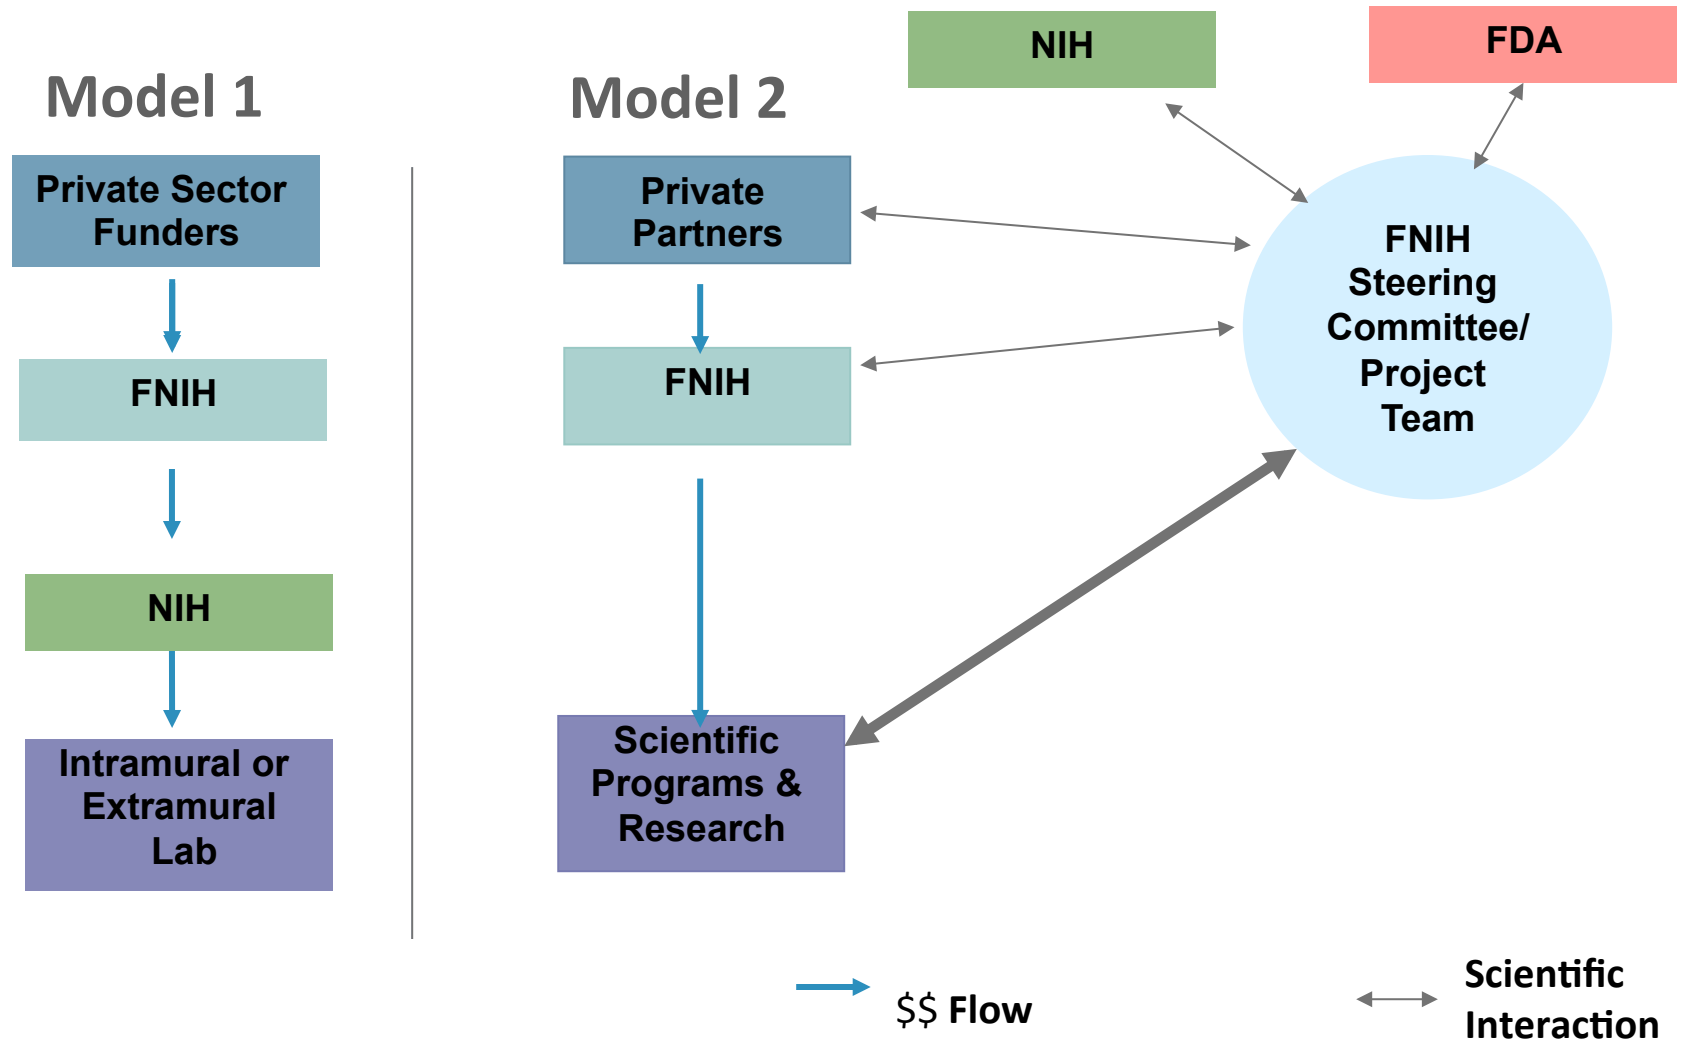 Model 1
Private Sector
Funders
FNIH
NIH
Intramural or
Extramural
Lab
Model 2
Private
Partners
FNIH
Scientific
Programs &
Research
NIH
FDA
FNIH
Steering
Committee/
Project
Team
$$ Flow
Scientific
Interaction